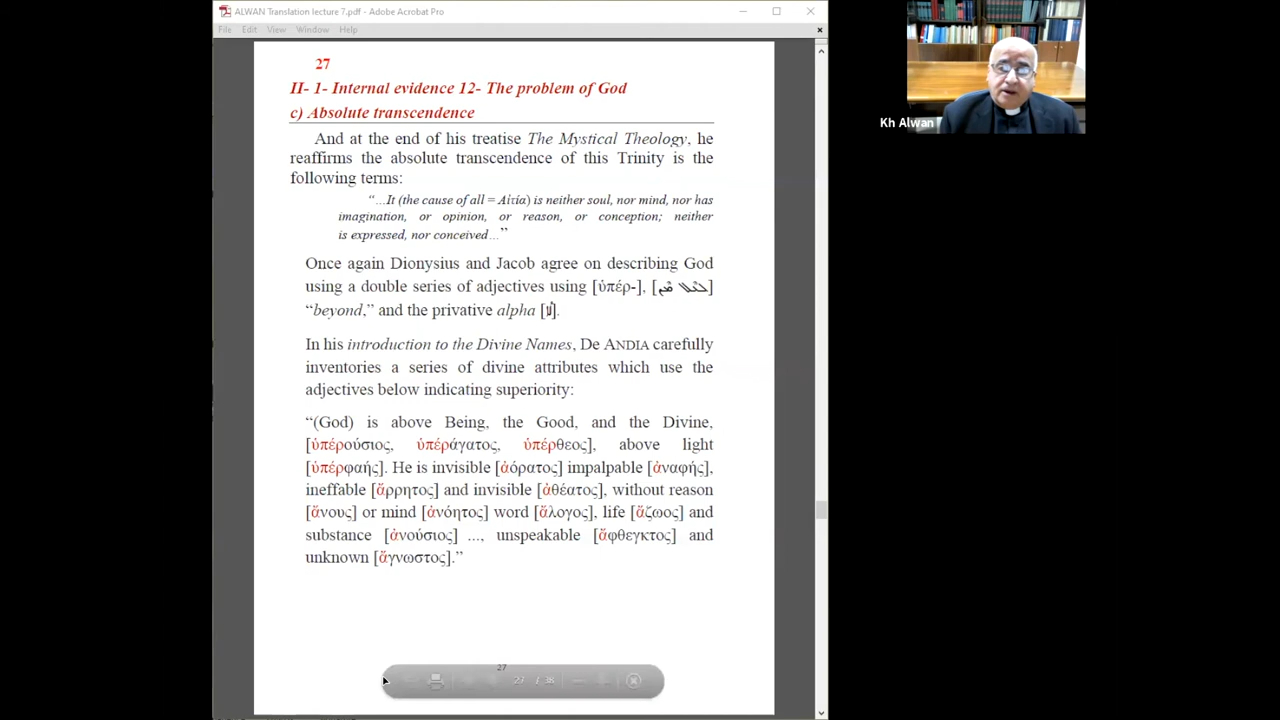 ALWAN Translation lecture 7.pdf - Adobe Acrobat Pro
File Edit View Window Help
27
II- 1- Internal evidence 12- The problem of God
c) Absolute transcendence
And at the end of his treatise The Mystical Theology, he
reaffirms the absolute transcendence of this Trinity is the
following terms:
“…It (the cause of all = Αἰτία) is neither soul, nor mind, nor has
imagination, or opinion, or reason, or conception; neither
is expressed, nor conceived…”
Once again Dionysius and Jacob agree on describing God
using a double series of adjectives using [ὑπέρ-], [ܠܥܠ ܡܢ]
“beyond,” and the privative alpha [ܠܐ].
In his introduction to the Divine Names, De ANDIA carefully
inventories a series of divine attributes which use the
adjectives below indicating superiority:
“(God) is above Being, the Good, and the Divine,
[ὑπέρούσιος, ὑπέράγατος, ὑπέρθεος], above light
[ὑπέρφαής]. He is invisible [ἀόρατος] impalpable [ἀναφής],
ineffable [ἄρρητος] and invisible [ἀθέατος], without reason
[ἄνους] or mind [ἀνόητος] word [ἄλογος], life [ἄζωος] and
substance [ἀνούσιος] ..., unspeakable [ἄφθεγκτος] and
unknown [ἄγνωστος].”
27
27 / 38
Kh Alwan